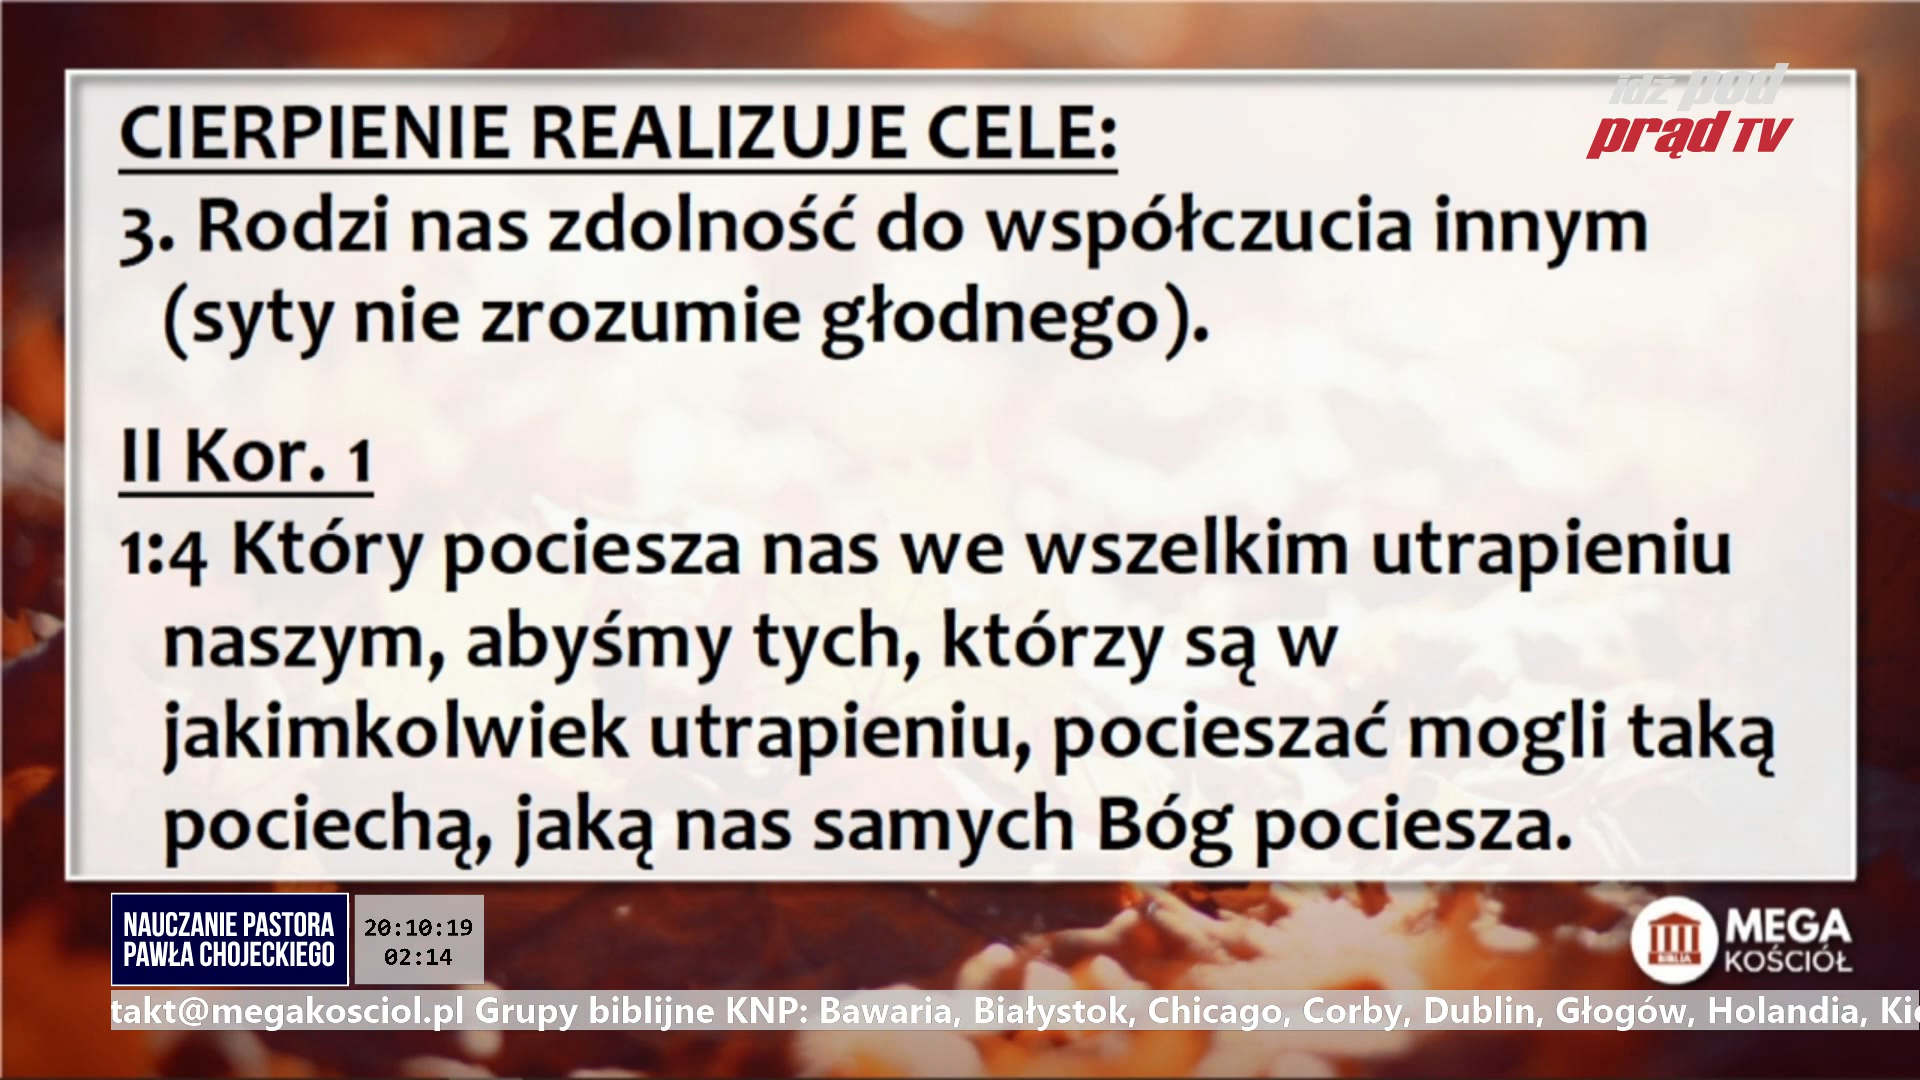 idź pod
prąd TV
CIERPIENIE REALIZUJE CELE:
3. Rodzi nas zdolność do współczucia innym
(syty nie zrozumie głodnego).
II Kor. 1
1:4 Który pociesza nas we wszelkim utrapieniu
naszym, abyśmy tych, którzy są w
jakimkolwiek utrapieniu, pocieszać mogli taką
pociechą, jaką nas samych Bóg pociesza.
NAUCZANIE PASTORA
PAWŁA CHOJECKIEGO
20:10:19
02:14
BIBLIA
MEGA
KOŚCIÓŁ
takt@megakosciol.pl Grupy biblijne KNP: Bawaria, Białystok, Chicago, Corby, Dublin, Głogów, Holandia,